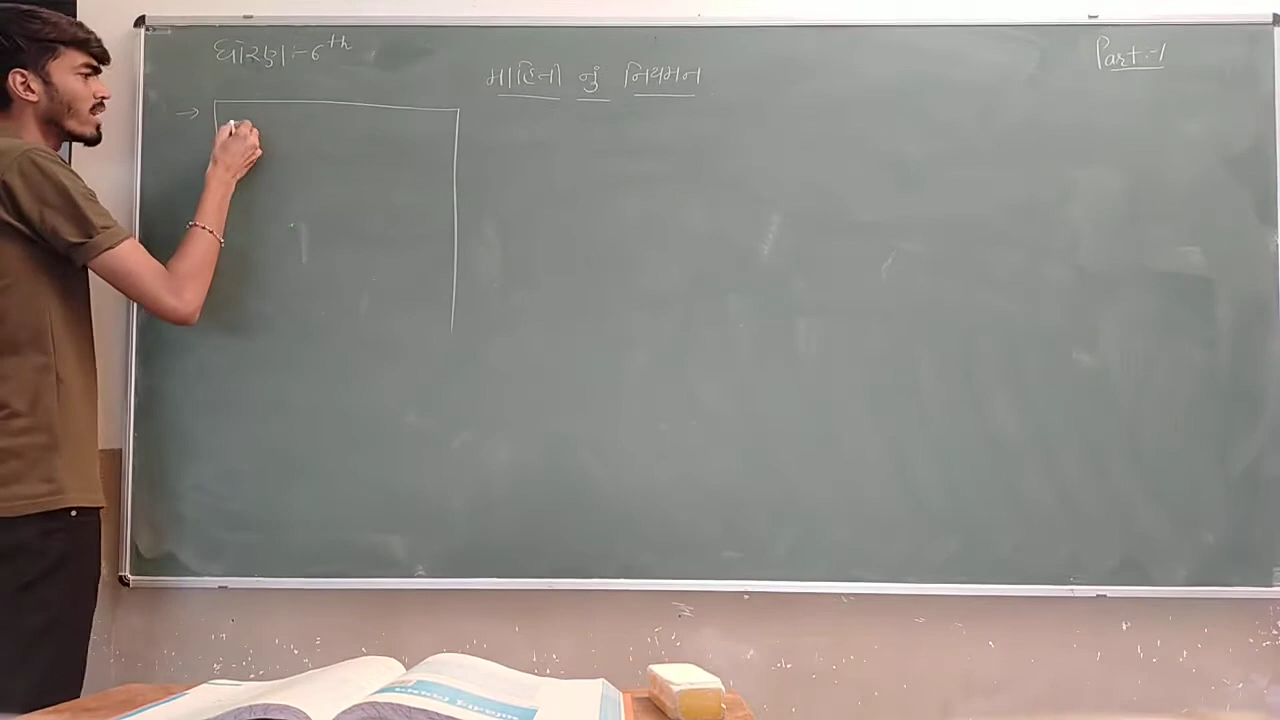 ધોરણ :- 6th
Part :- 1
માહિતી નું નિયમન